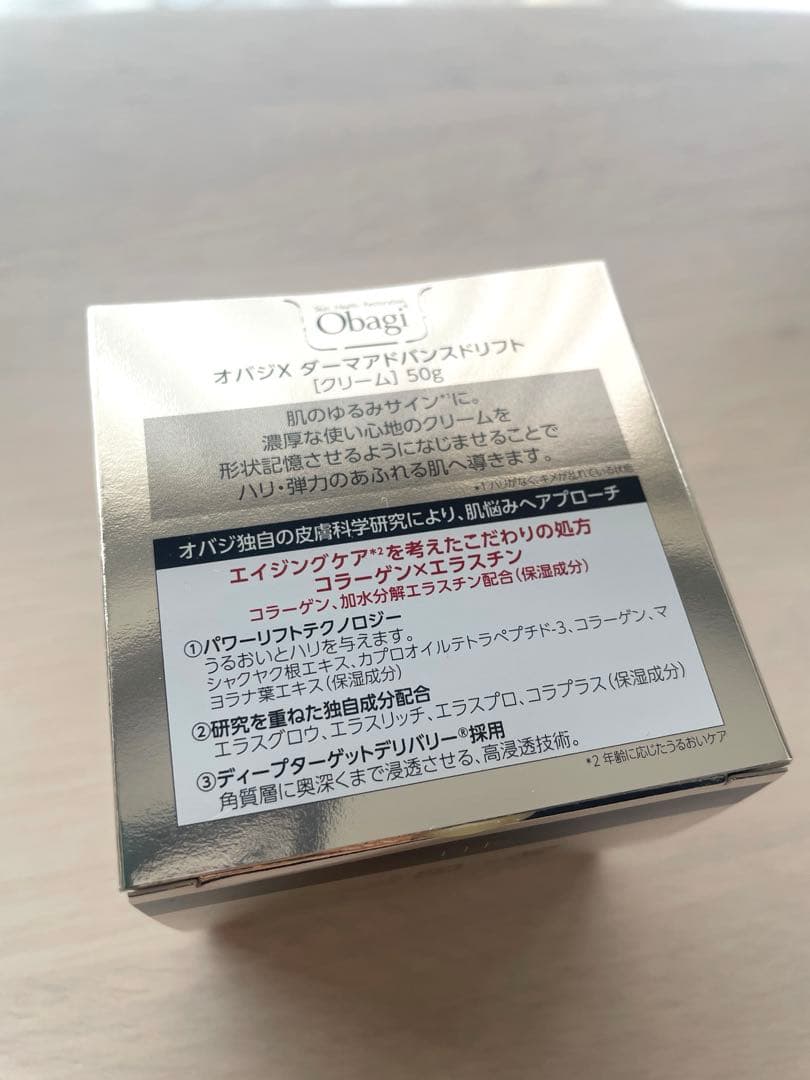 Skin Health Restoration
Obagi
オバジX ダーマアドバンスドリフト
[クリーム] 50g
肌のゆるみサイン*1に。
濃厚な使い心地のクリームを
形状記憶させるようになじませることで
ハリ・弾力のあふれる肌へ導きます。
*1 ハリがなく、キメが乱れている状態
オバジ独自の皮膚科学研究により、肌悩みへアプローチ
エイジングケア*2を考えたこだわりの処方
コラーゲン×エラスチン
コラーゲン、加水分解エラスチン配合(保湿成分)
①パワーリフトテクノロジー
うるおいとハリを与えます。
シャクヤク根エキス、カプロオイルテトラペプチド-3、コラーゲン、マ
ヨラナ葉エキス(保湿成分)
②研究を重ねた独自成分配合
エラスグロウ、エラスリッチ、エラスプロ、コラプラス(保湿成分)
③ディープターゲットデリバリー®採用
角質層に奥深くまで浸透させる、高浸透技術。
*2 年齢に応じたうるおいケア